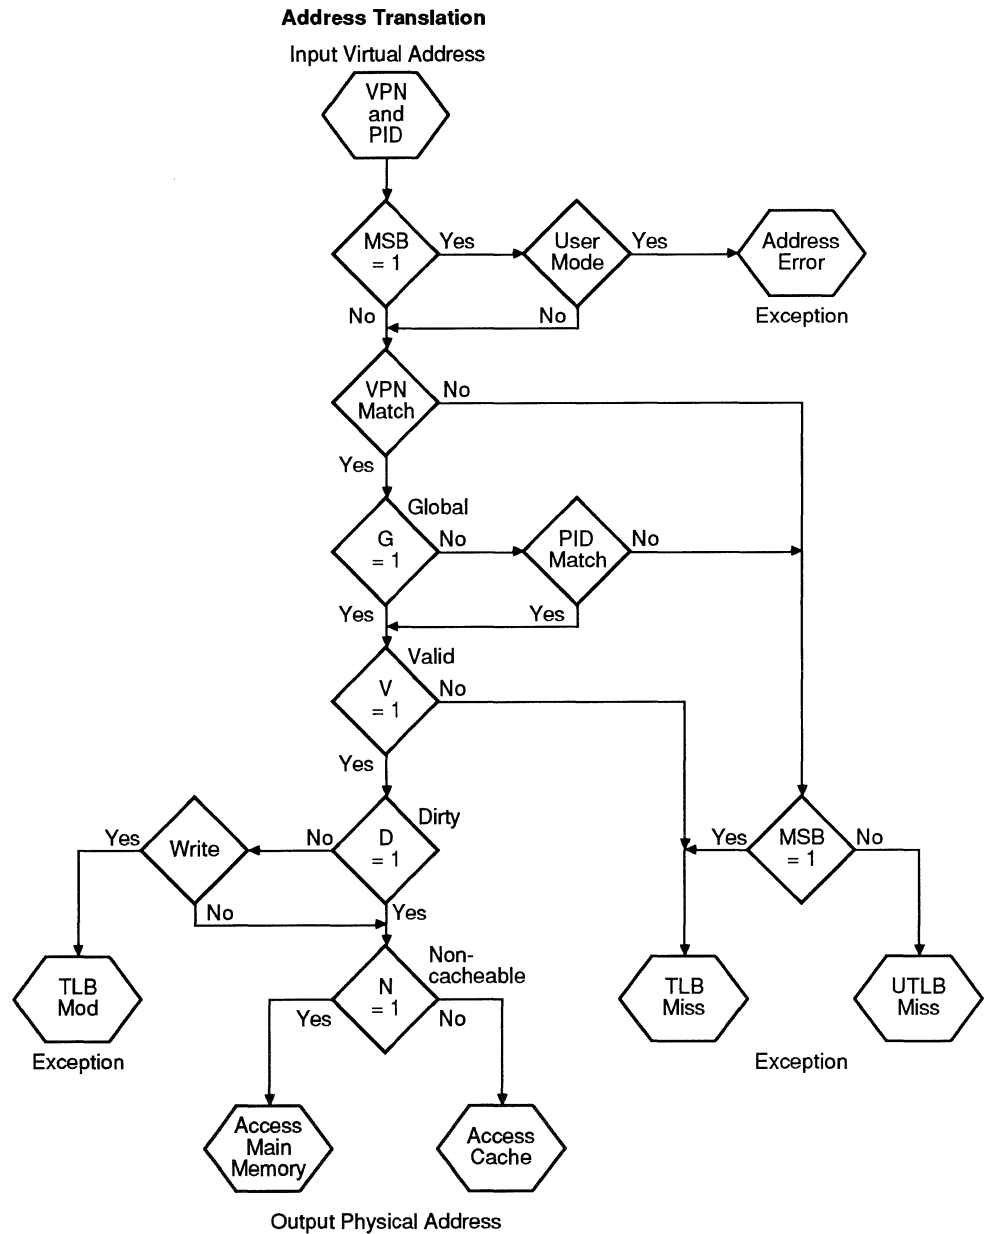 Address Translation
Input Virtual Address
VPN
and
PID
MSB
= 1
Yes
User
Mode
Yes
Address
Error
No
No
Exception
VPN
Match
No
Yes
Global
G
= 1
No
PID
Match
No
Yes
Yes
Valid
V
= 1
No
Yes
Dirty
D
= 1
No
Write
Yes
No
Yes
MSB
= 1
Yes
No
TLB
Mod
Exception
Non-
cacheable
N
= 1
Yes
No
TLB
Miss
UTLB
Miss
Exception
Access
Main
Memory
Access
Cache
Output Physical Address